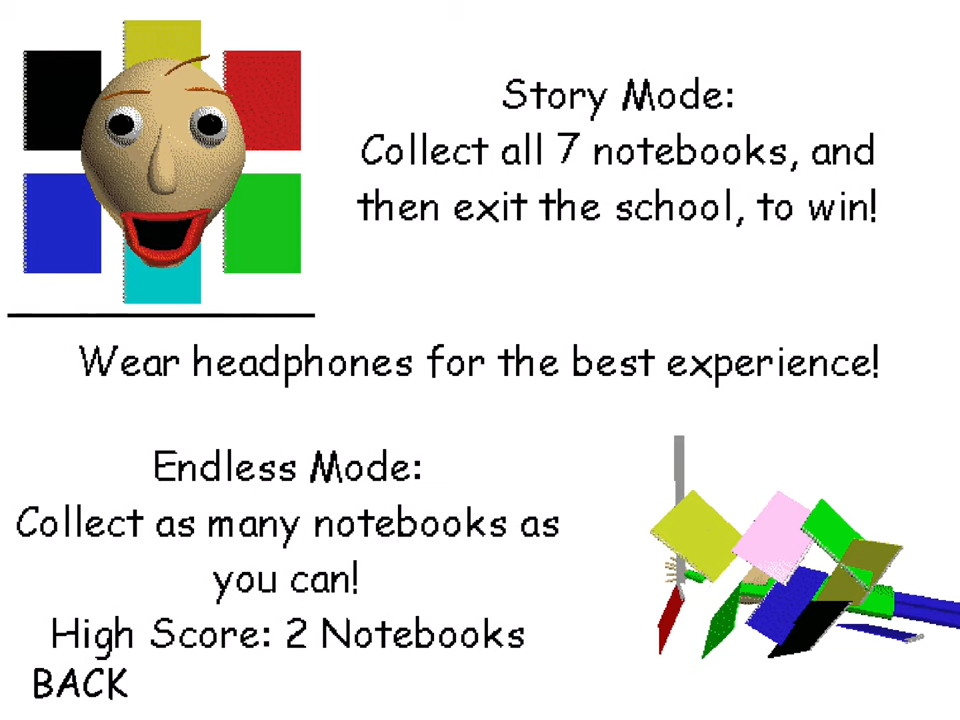 Story Mode:
Collect all 7 notebooks, and
then exit the school, to win!
Wear headphones for the best experience!
Endless Mode:
Collect as many notebooks as
you can!
High Score: 2 Notebooks
BACK